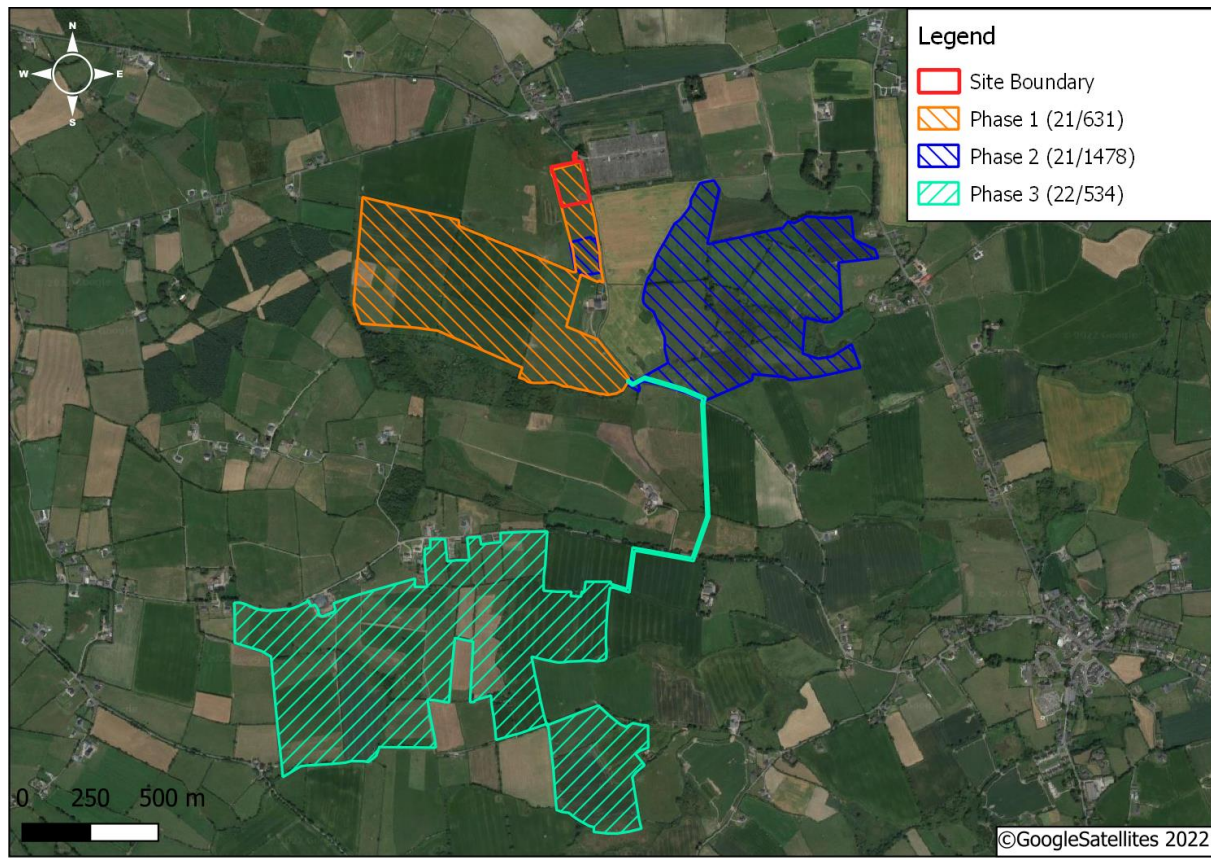 N
W E
S
Legend
Site Boundary
Phase 1 (21/631)
Phase 2 (21/1478)
Phase 3 (22/534)
0 250 500 m
©GoogleSatellites 2022